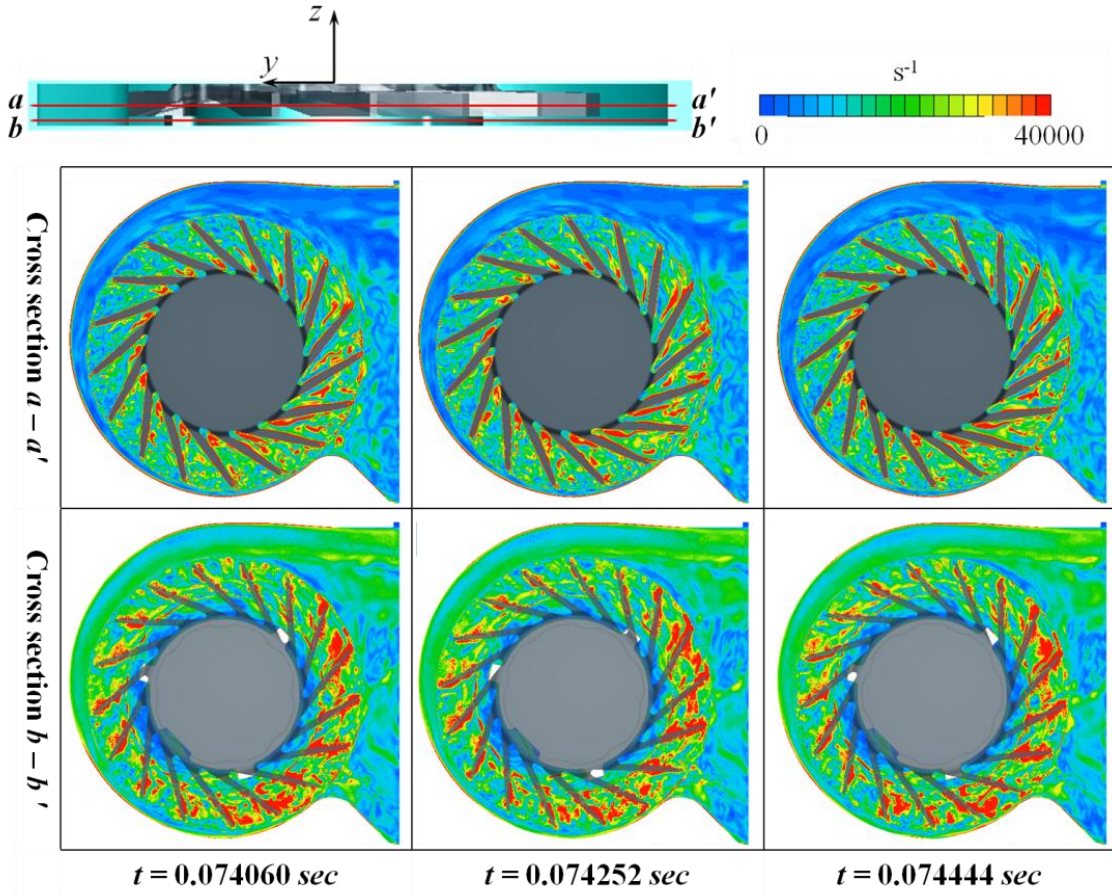 z
y
s-1
a a'
b b'
0 40000
Cross section a – a'
Cross section b – b'
t = 0.074060 sec t = 0.074252 sec t = 0.074444 sec